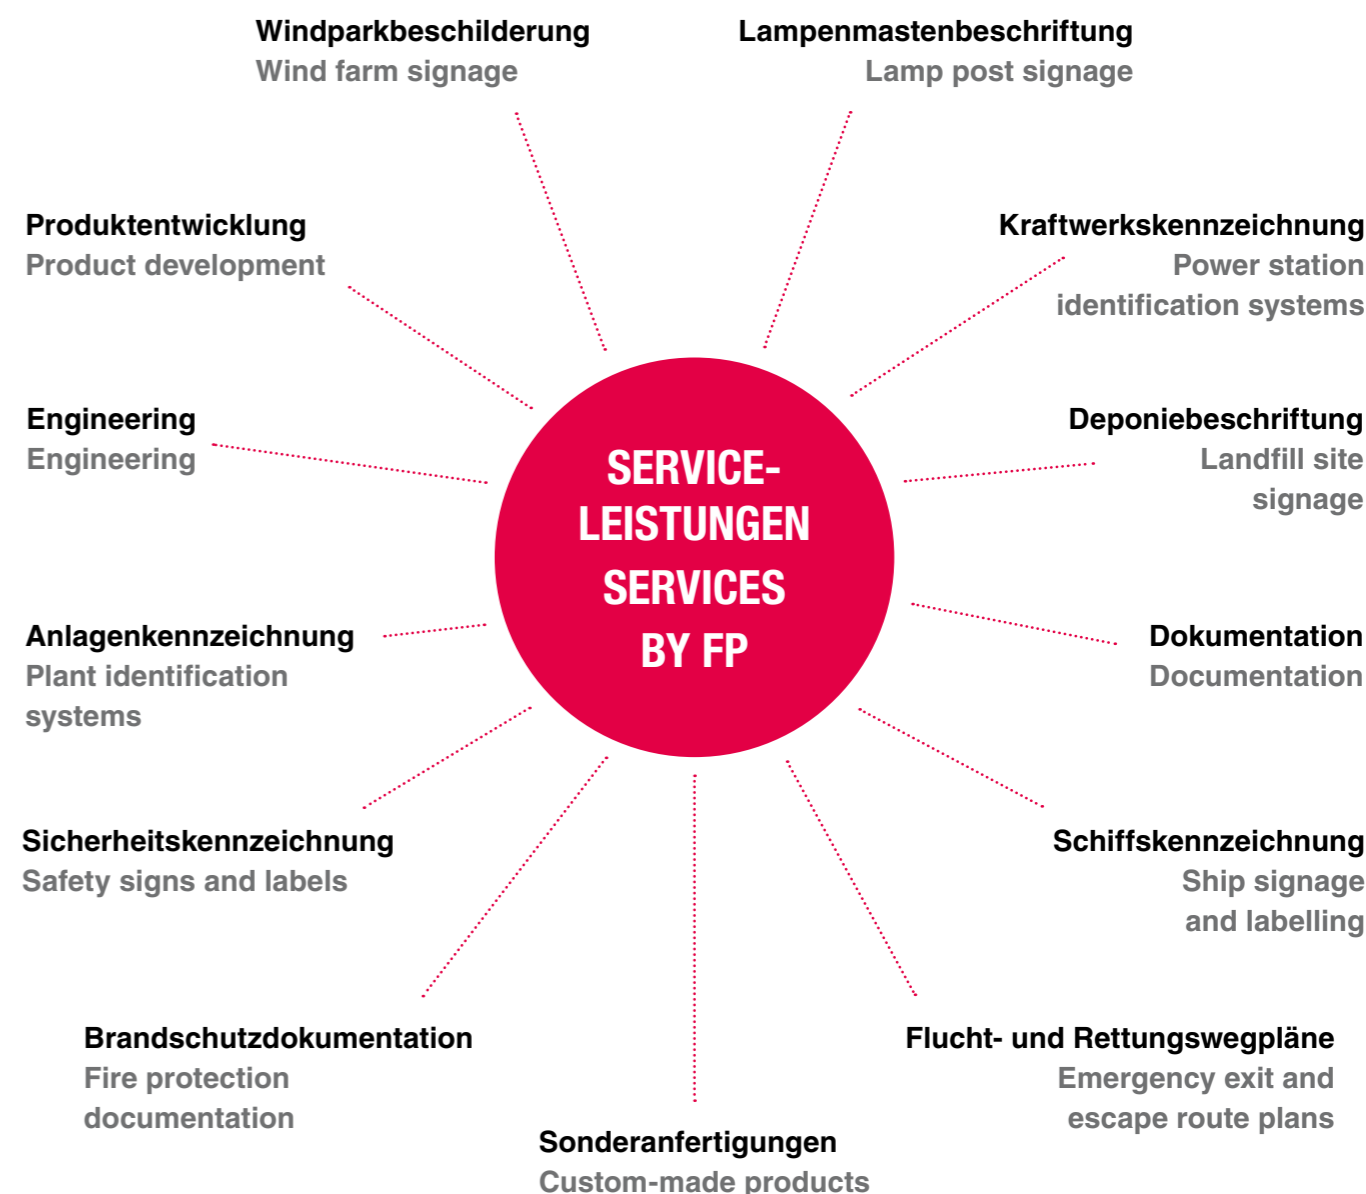 Windparkbeschilderung
Wind farm signage
Lampenmastenbeschriftung
Lamp post signage
Produktentwicklung
Product development
Kraftwerkskennzeichnung
Power station
identification systems
Engineering
Engineering
Deponiebeschriftung
Landfill site
signage
SERVICE-
LEISTUNGEN
SERVICES
BY FP
Anlagenkennzeichnung
Plant identification
systems
Dokumentation
Documentation
Sicherheitskennzeichnung
Safety signs and labels
Schiffskennzeichnung
Ship signage
and labelling
Brandschutzdokumentation
Fire protection
documentation
Flucht- und Rettungswegpläne
Emergency exit and
escape route plans
Sonderanfertigungen
Custom-made products